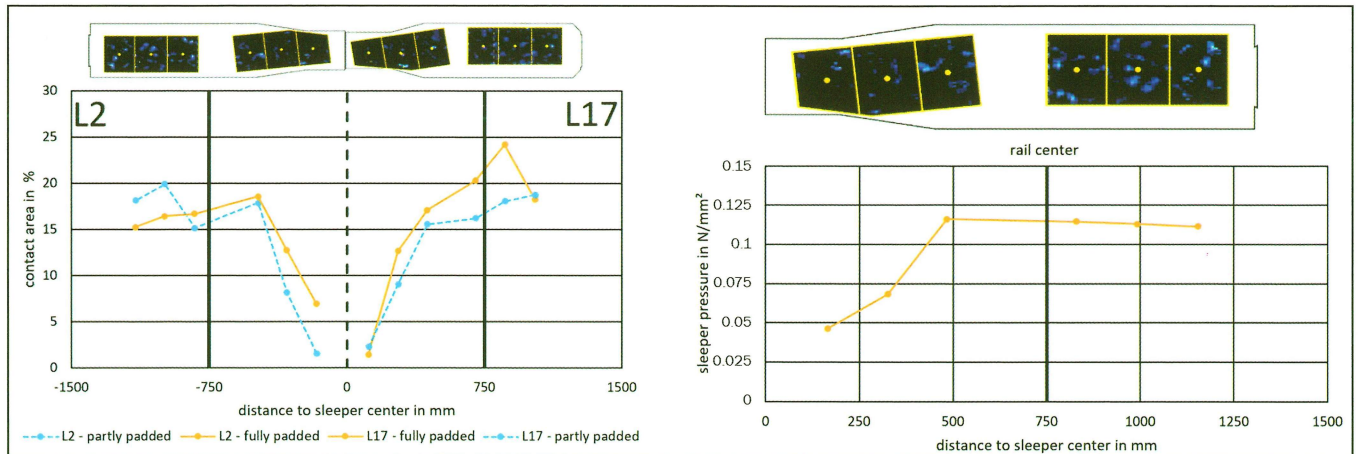 L2
L17
30
25
20
15
10
5
0
contact area in %
-1500
-750
0
750
1500
distance to sleeper center in mm
L2 - partly padded
L2 - fully padded
L17 - fully padded
L17 - partly padded
rail center
0.15
0.125
0.1
0.075
0.05
0.025
0
sleeper pressure in N/mm²
0
250
500
750
1000
1250
1500
distance to sleeper center in mm